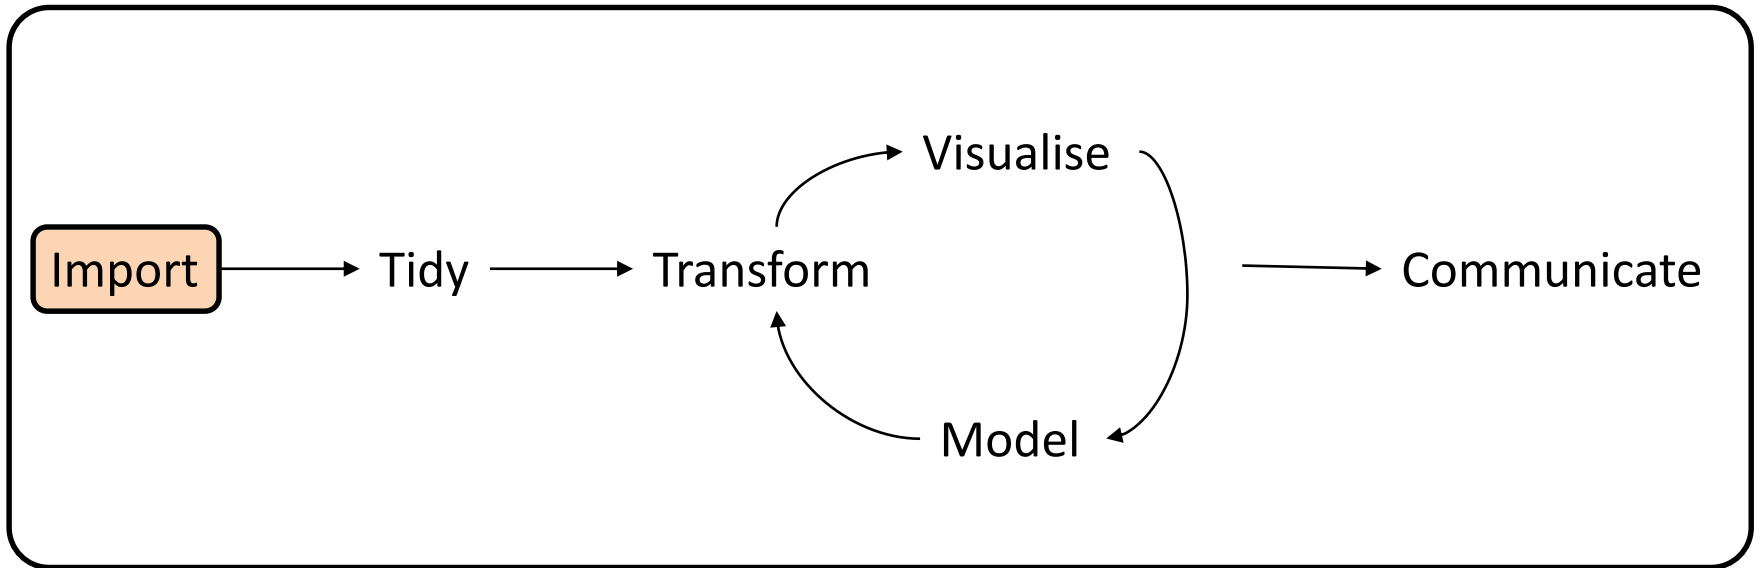 Import
Tidy
Transform
Visualise
Model
Communicate